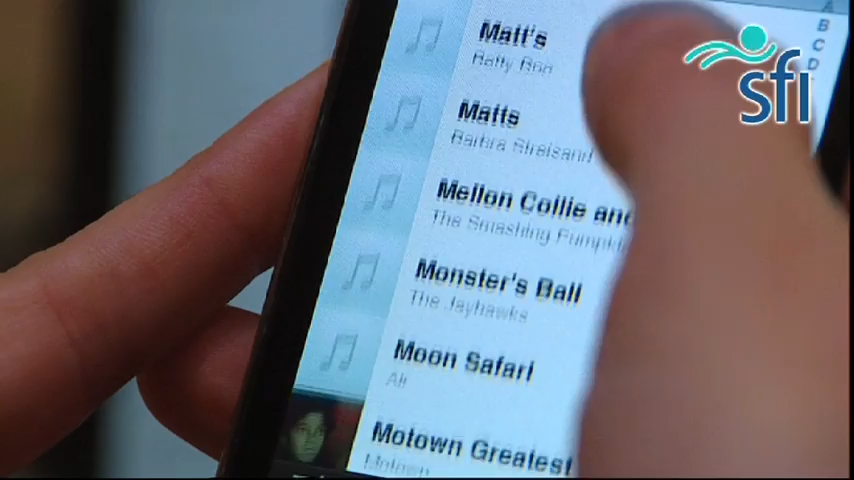 A
B
C
D
sfi
Matt's
Matts
Barbra Streisand
Mellon Collie and
The Smashing Pumpki
Monster's Ball
The Jayhawks
Moon Safari
Air
Motown Greatest
Motown